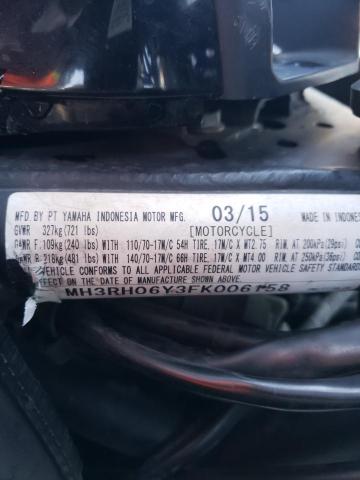 MFD.BY PT YAMAHA INDONESIA MOTOR MFG. 03/15
GVWR 327kg(721 lbs) [MOTORCYCLE] MADE IN INDONES
GAWR F. 109kg(240 lbs) WITH 110/70-17M/C 54H TIRE, 17M/C X MT2.75 RIM, AT 200kPa(29psi) CO
R. 218kg(481 lbs) WITH 140/70-17M/C 66H TIRE, 17M/C X MT4.00 RIM, AT 250kPa(36psi) CO
VEHICLE CONFORMS TO ALL APPLICABLE FEDERAL MOTOR VEHICLE SAFETY STANDARD
EFFECT ON THE DATE OF MANUFACTURE SHOWN ABOVE.
MH3RH06Y3FK006158